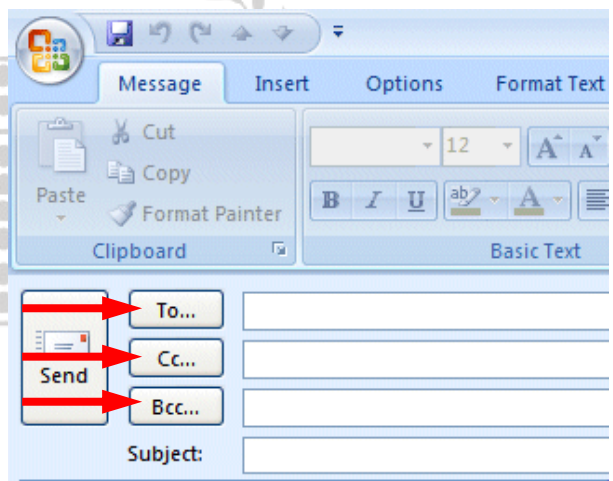 Message Insert Options Format Text
Cut
Copy
Paste
Format Painter
12 A A
B I U ab A
Clipboard Basic Text
To...
Cc...
Send
Bcc...
Subject: